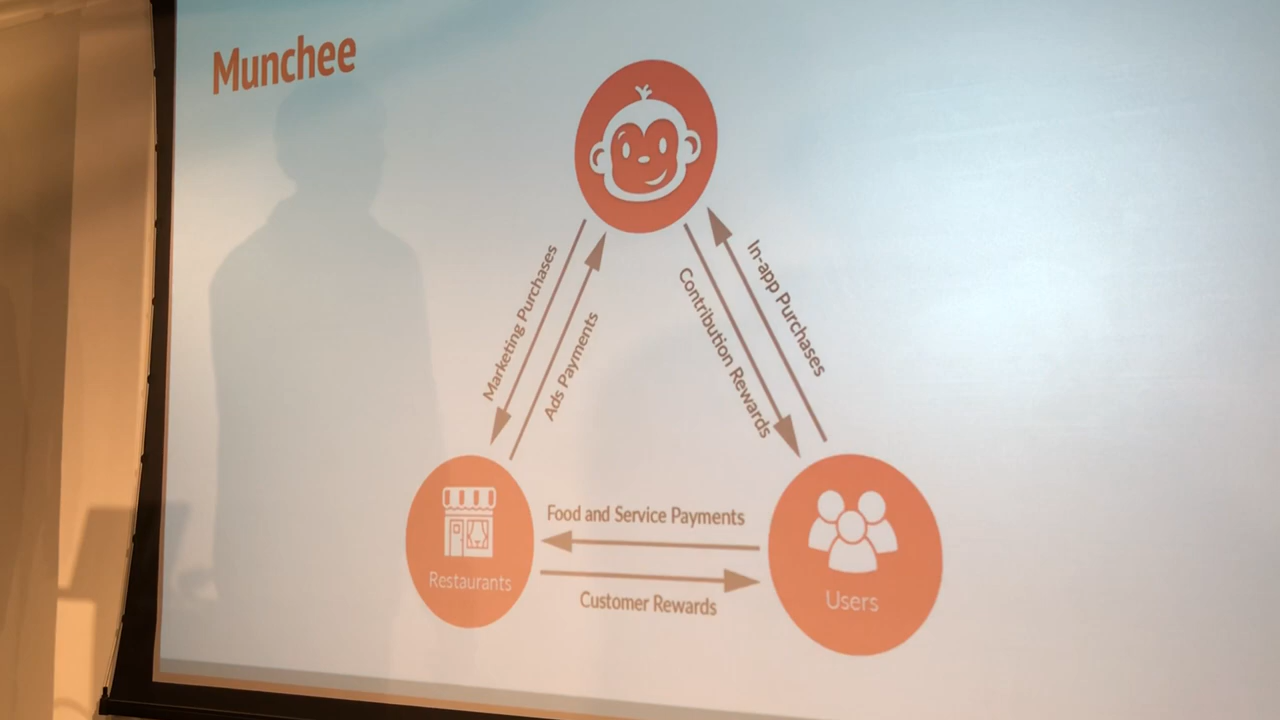 Munchee
Marketing Purchases
Ads Payments
Contribution Rewards
In-app Purchases
Food and Service Payments
Customer Rewards
Restaurants
Users